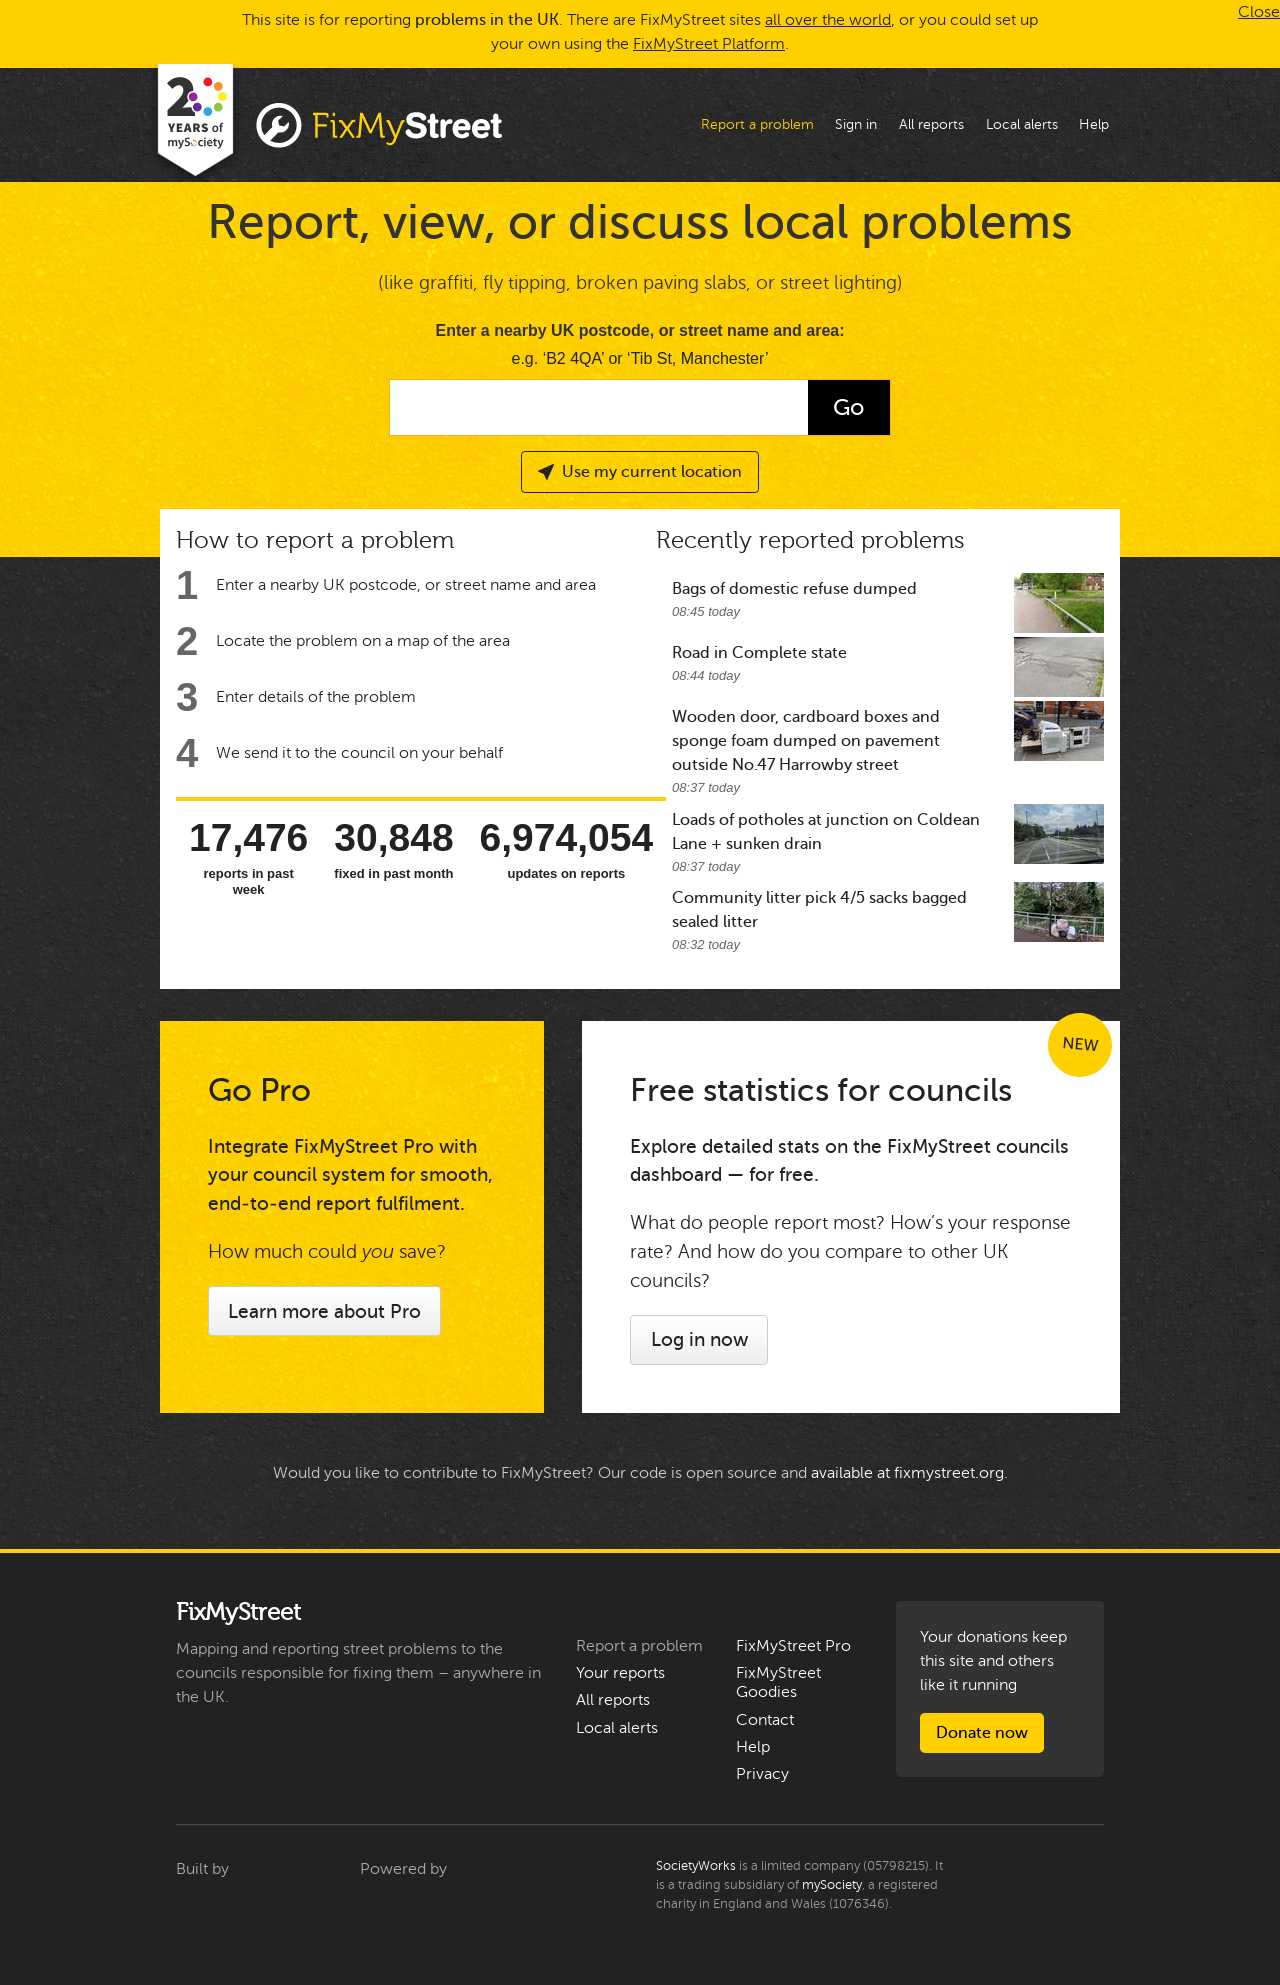 This site is for reporting problems in the UK. There are FixMyStreet sites all over the world, or you could set up
your own using the FixMyStreet Platform.
Close
20
YEARS of
mySociety
FixMyStreet
Report a problem
Sign in
All reports
Local alerts
Help
Report, view, or discuss local problems
(like graffiti, fly tipping, broken paving slabs, or street lighting)
Enter a nearby UK postcode, or street name and area:
e.g. ‘B2 4QA’ or ‘Tib St, Manchester’
Go
Use my current location
How to report a problem
1 Enter a nearby UK postcode, or street name and area
2 Locate the problem on a map of the area
3 Enter details of the problem
4 We send it to the council on your behalf
17,476
reports in past
week
30,848
fixed in past month
6,974,054
updates on reports
Recently reported problems
Bags of domestic refuse dumped
08:45 today
Road in Complete state
08:44 today
Wooden door, cardboard boxes and
sponge foam dumped on pavement
outside No.47 Harrowby street
08:37 today
Loads of potholes at junction on Coldean
Lane + sunken drain
08:37 today
Community litter pick 4/5 sacks bagged
sealed litter
08:32 today
Go Pro
Integrate FixMyStreet Pro with
your council system for smooth,
end-to-end report fulfilment.
How much could you save?
Learn more about Pro
NEW
Free statistics for councils
Explore detailed stats on the FixMyStreet councils
dashboard — for free.
What do people report most? How’s your response
rate? And how do you compare to other UK
councils?
Log in now
Would you like to contribute to FixMyStreet? Our code is open source and available at fixmystreet.org.
FixMyStreet
Mapping and reporting street problems to the
councils responsible for fixing them – anywhere in
the UK.
Report a problem
Your reports
All reports
Local alerts
FixMyStreet Pro
FixMyStreet
Goodies
Contact
Help
Privacy
Your donations keep
this site and others
like it running
Donate now
Built by
Powered by
SocietyWorks is a limited company (05798215). It
is a trading subsidiary of mySociety, a registered
charity in England and Wales (1076346).